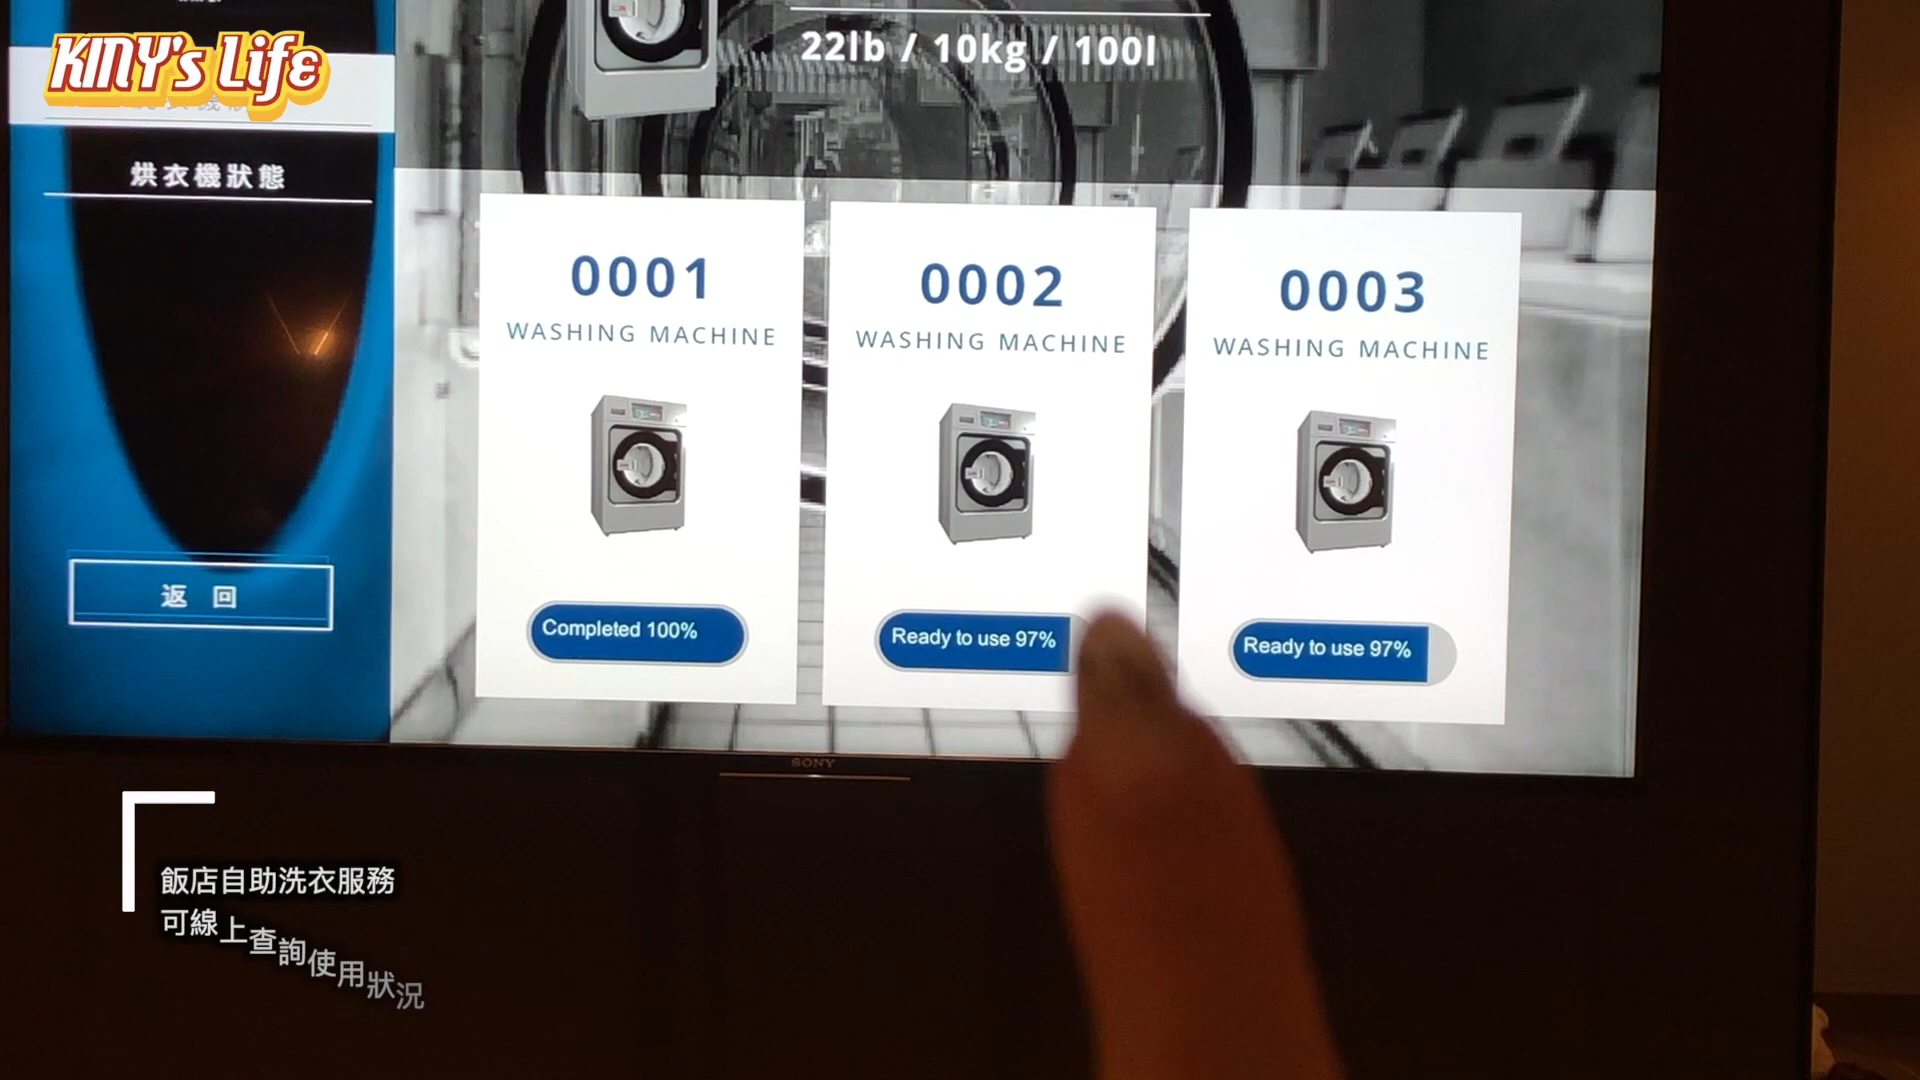 KINY's Life
22lb / 10kg / 100l
烘衣機狀態
返回
0001
WASHING MACHINE
Completed 100%
0002
WASHING MACHINE
Ready to use 97%
0003
WASHING MACHINE
Ready to use 97%
SONY
飯店自助洗衣服務
可線上查詢使用狀況